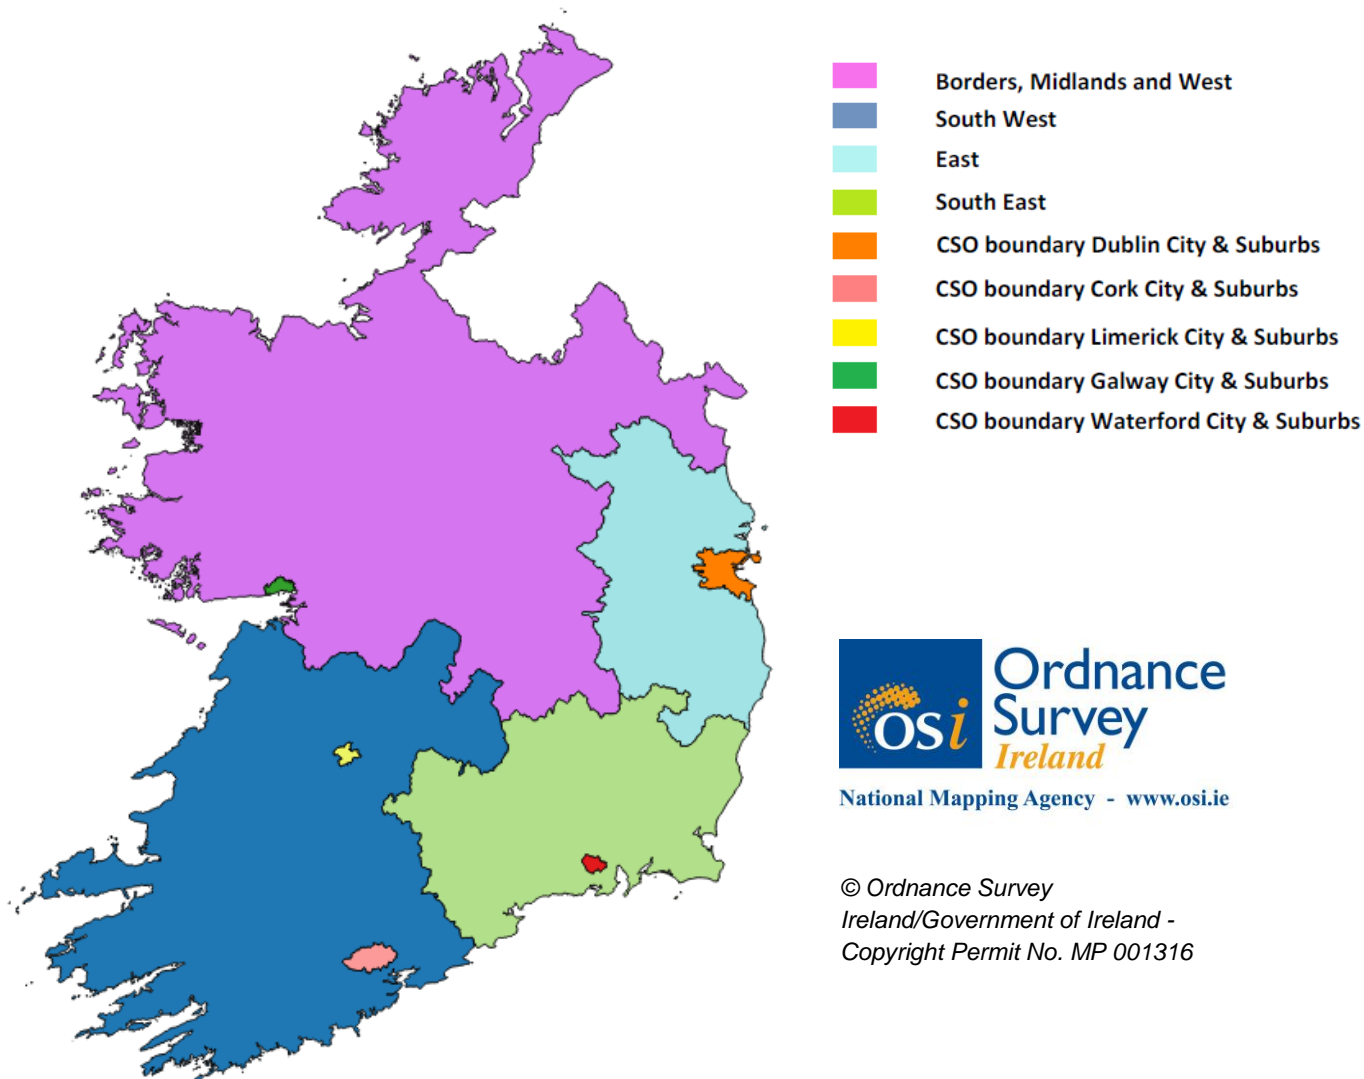 Borders, Midlands and West
South West
East
South East
CSO boundary Dublin City & Suburbs
CSO boundary Cork City & Suburbs
CSO boundary Limerick City & Suburbs
CSO boundary Galway City & Suburbs
CSO boundary Waterford City & Suburbs
osi
Ordnance
Survey
Ireland
National Mapping Agency - www.osi.ie
© Ordnance Survey
Ireland/Government of Ireland -
Copyright Permit No. MP 001316